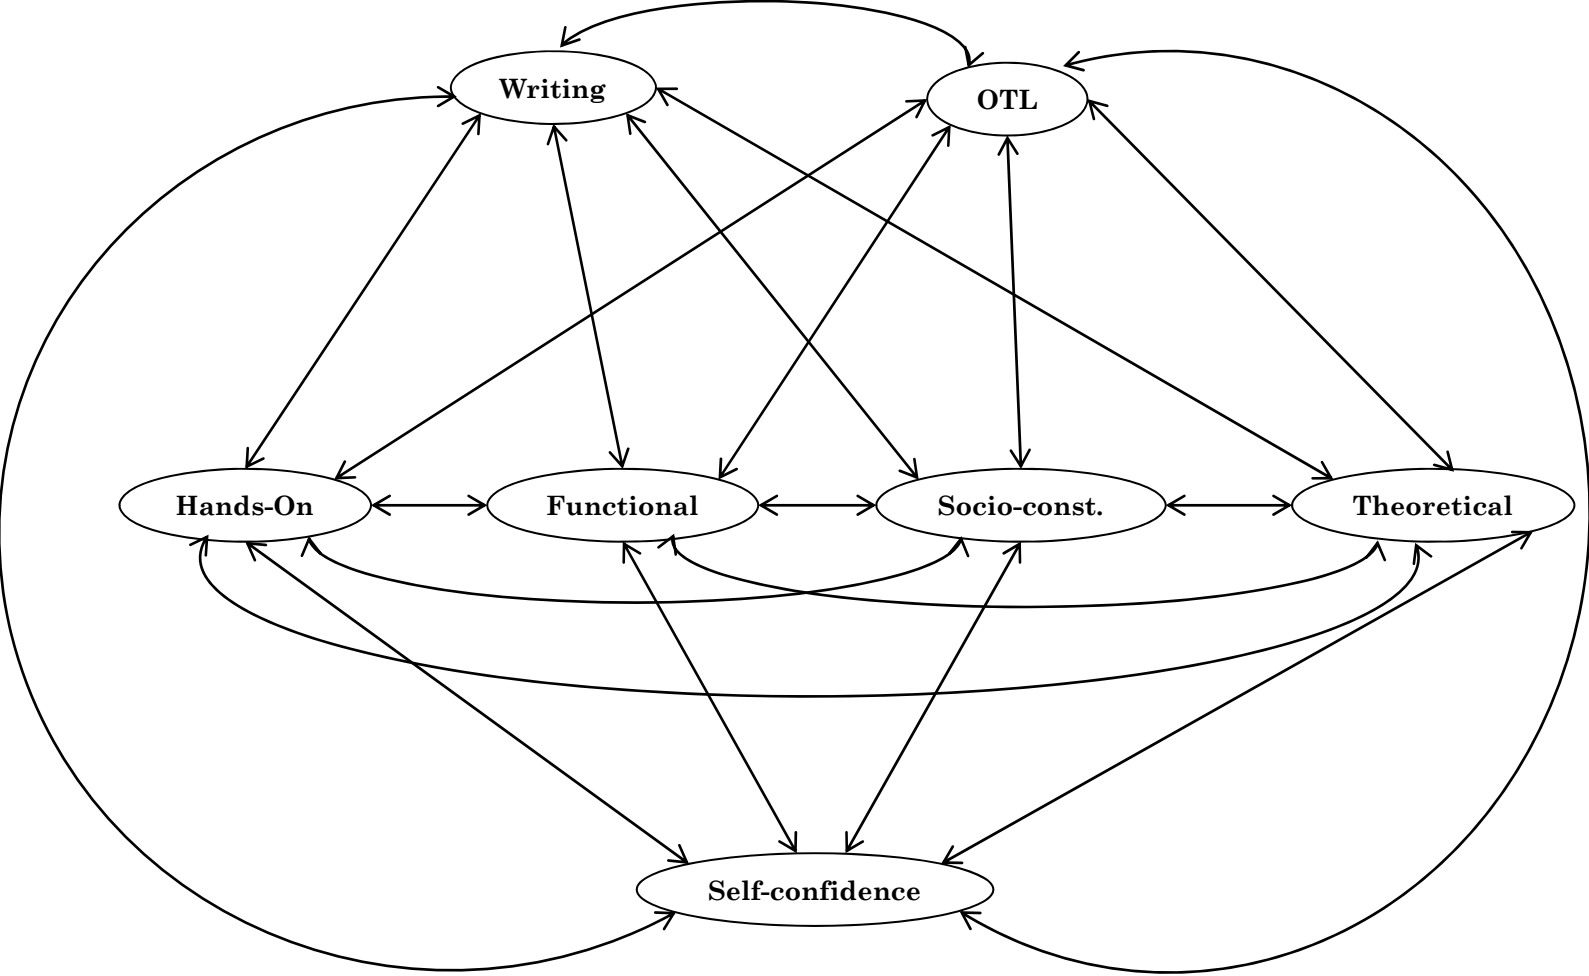 Writing
OTL
Hands-On
Functional
Socio-const.
Theoretical
Self-confidence